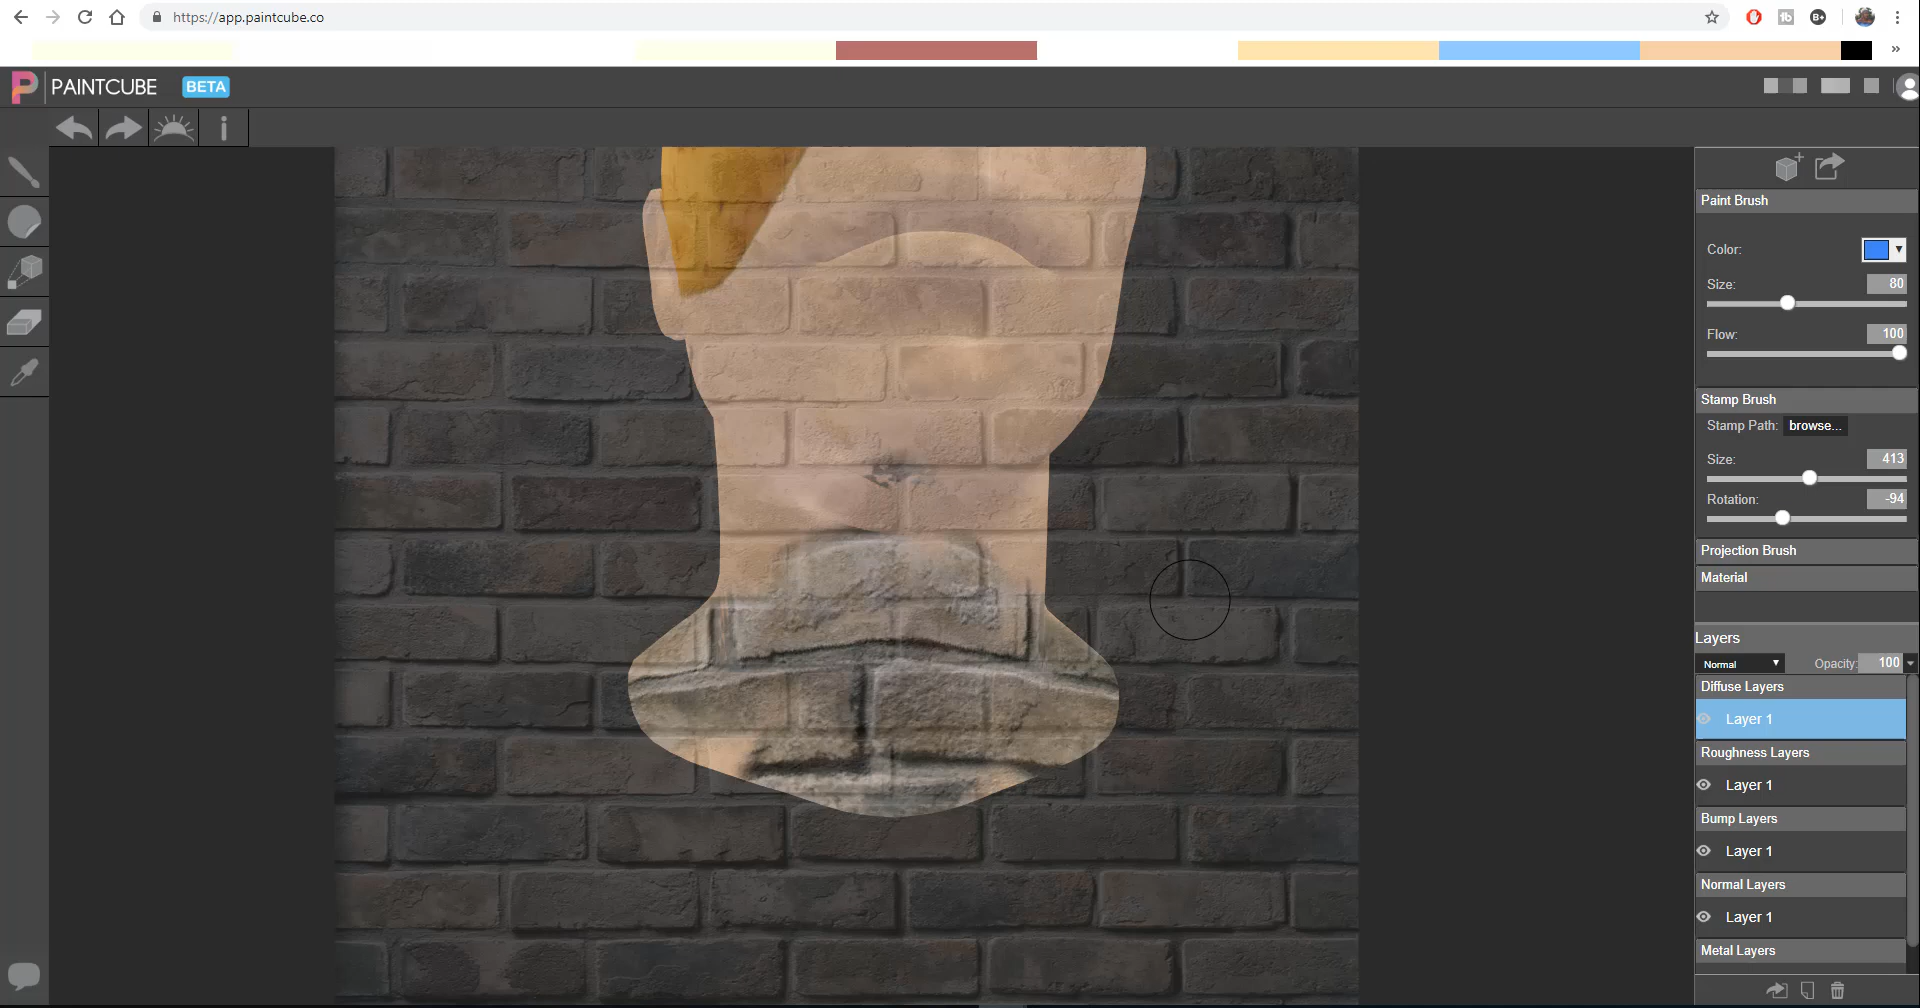 https://app.paintcube.co
PAINTCUBE BETA
Paint Brush
Color:
Size: 80
Flow: 100
Stamp Brush
Stamp Path: browse...
Size: 413
Rotation: -94
Projection Brush
Material
Layers
Normal Opacity: 100
Diffuse Layers
Layer 1
Roughness Layers
Layer 1
Bump Layers
Layer 1
Normal Layers
Layer 1
Metal Layers